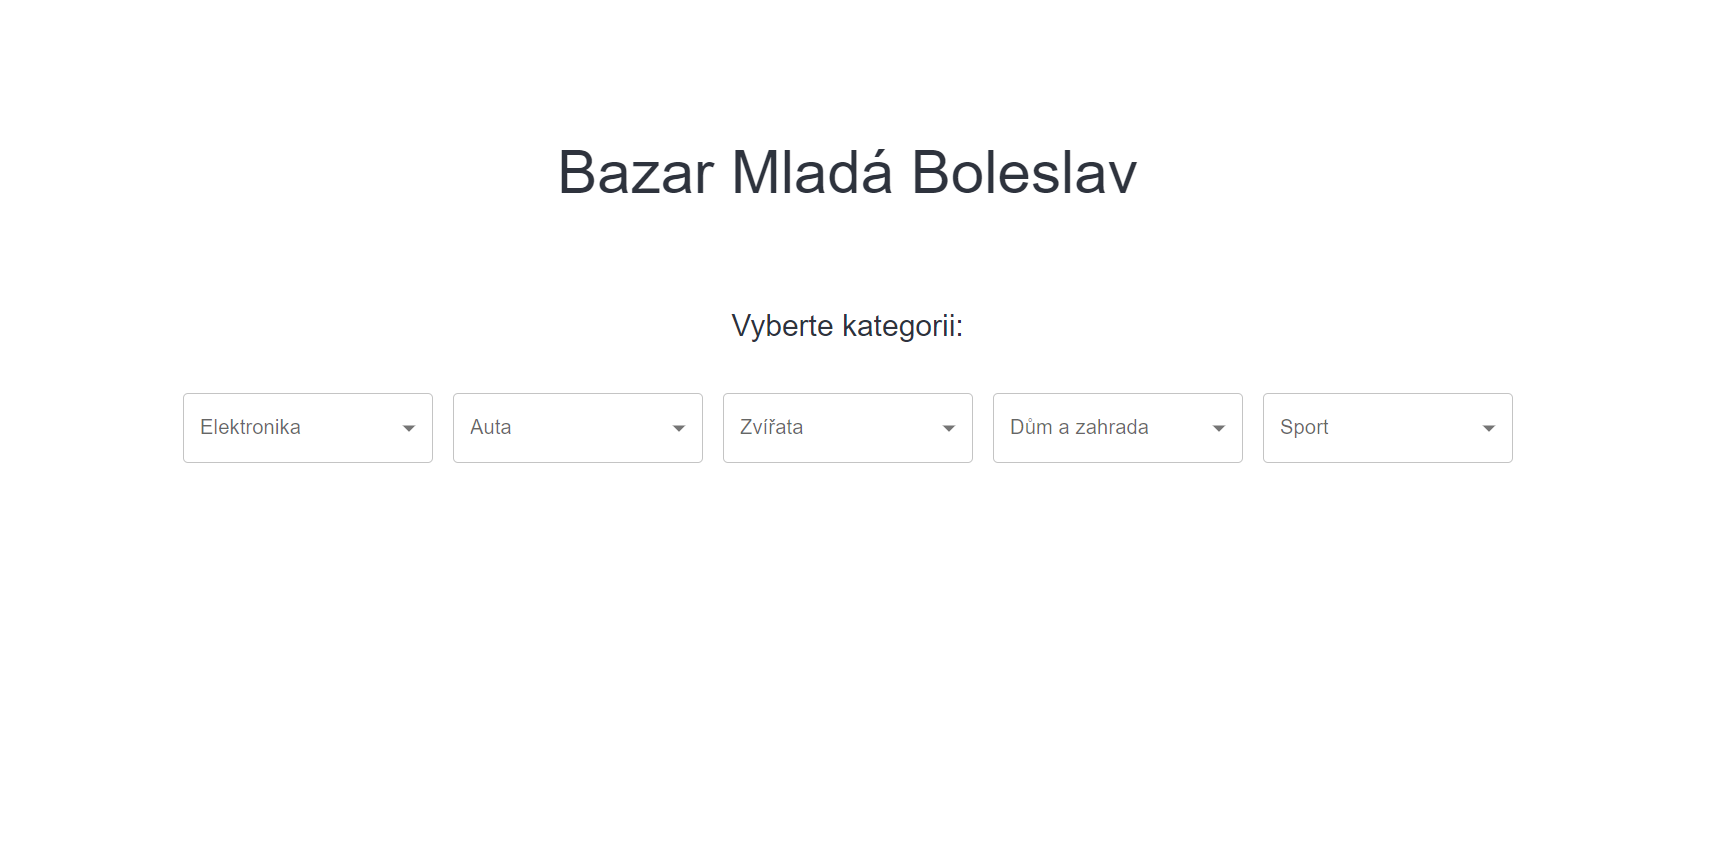 Bazar Mladá Boleslav
Vyberte kategorii:
Elektronika
Auta
Zvířata
Dům a zahrada
Sport